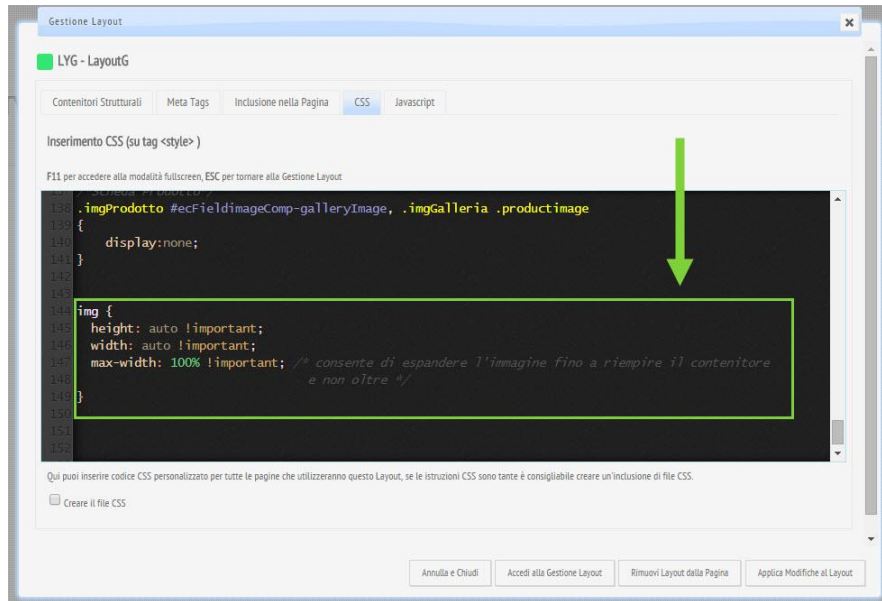 Gestione Layout
LYG - LayoutG
Contenitori Strutturali Meta Tags Inclusione nella Pagina CSS Javascript
Inserimento CSS (su tag <style> )
F11 per accedere alla modalità fullscreen, ESC per tornare alla Gestione Layout
/ Scheda Prodotto /
138 .imgProdotto #ecFieldimageComp-galleryImage, .imgGalleria .productimage
139 {
140 display:none;
141 }
142
143
144 img {
145 height: auto !important;
146 width: auto !important;
147 max-width: 100% !important; /* consente di espandere l'immagine fino a riempire il contenitore
148 e non oltre */
149 }
150
151
152
Qui puoi inserire codice CSS personalizzato per tutte le pagine che utilizzeranno questo Layout, se le istruzioni CSS sono tante è consigliabile creare un'inclusione di file CSS.
Creare il file CSS
Annulla e Chiudi Accedi alla Gestione Layout Rimuovi Layout dalla Pagina Applica Modifiche al Layout